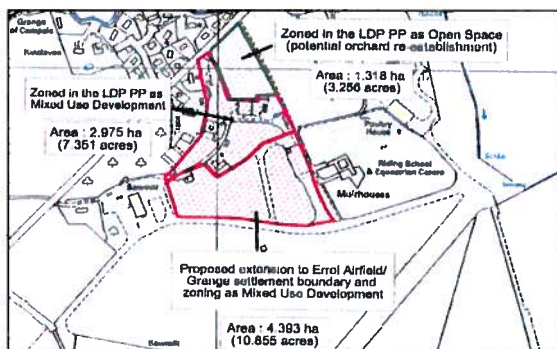 Grange
of Campsie
Zoned in the LDP PP as Open Space
(potential orchard re-establishment)
Zoned in the LDP PP as
Mixed Use Development
Area : 1.318 ha
(3.256 acres)
Area : 2.975 ha
(7.351 acres)
Poultry
House
Riding School
& Equestrian Centre
Muirhouses
Sawmill
Proposed extension to Errol Airfield/
Grange settlement boundary and
zoning as Mixed Use Development
Area : 4.393 ha
(10.855 acres)
Sawmill